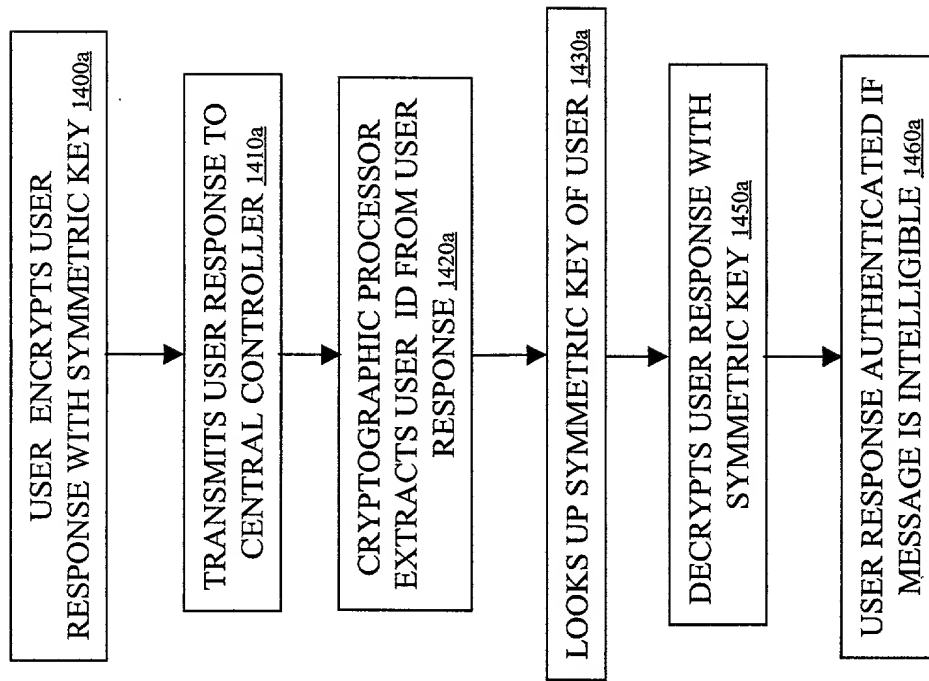 USER ENCRYPTS USER
RESPONSE WITH SYMMETRIC KEY 1400a
TRANSMITS USER RESPONSE TO
CENTRAL CONTROLLER 1410a
CRYPTOGRAPHIC PROCESSOR
EXTRACTS USER ID FROM USER
RESPONSE 1420a
LOOKS UP SYMMETRIC KEY OF USER 1430a
DECRYPTS USER RESPONSE WITH
SYMMETRIC KEY 1450a
USER RESPONSE AUTHENTICATED IF
MESSAGE IS INTELLIGIBLE 1460a